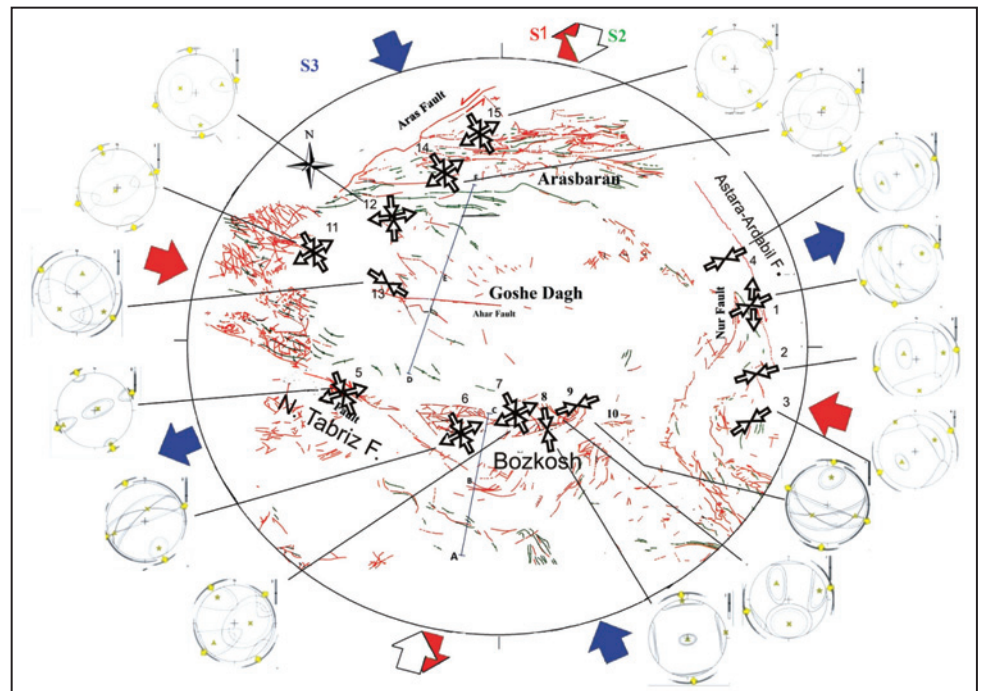 S3
S1
S2
N
Aras Fault
15
14
Arasbaran
12
11
13
E
Goshe Dagh
Ahar Fault
D
Astara-Ardabil F.
4
Nur Fault
1
2
3
5
N. Tabriz F.
Fault
6
7
C
8
9
10
Bozkosh
B
A